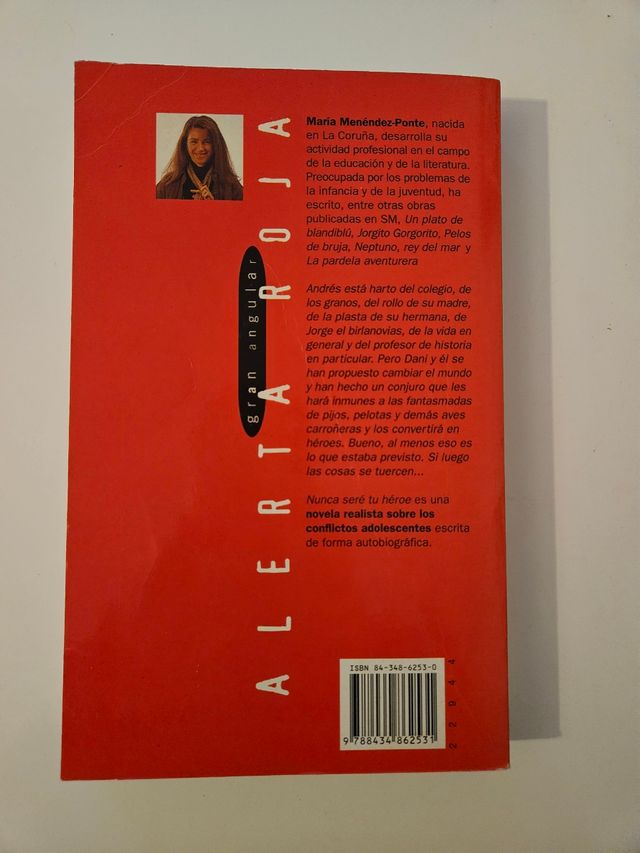 María Menéndez-Ponte, nacida
en La Coruña, desarrolla su
actividad profesional en el campo
de la educación y de la literatura.
Preocupada por los problemas de
la infancia y de la juventud, ha
escrito, entre otras obras
publicadas en SM, Un plato de
blandiblú, Jorgito Gorgorito, Pelos
de bruja, Neptuno, rey del mar y
La pardela aventurera
Andrés está harto del colegio, de
los granos, del rollo de su madre,
de la plasta de su hermana, de
Jorge el birlanovias, de la vida en
general y del profesor de historia
en particular. Pero Dani y él se
han propuesto cambiar el mundo
y han hecho un conjuro que les
hará inmunes a las fantasmadas
de pijos, pelotas y demás aves
carroñeras y los convertirá en
héroes. Bueno, al menos eso es
lo que estaba previsto. Si luego
las cosas se tuercen...
Nunca seré tu héroe es una
novela realista sobre los
conflictos adolescentes escrita
de forma autobiográfica.
ALERTA ROJA
gran angular
ISBN 84-348-6253-0
9 788434 862531
22944